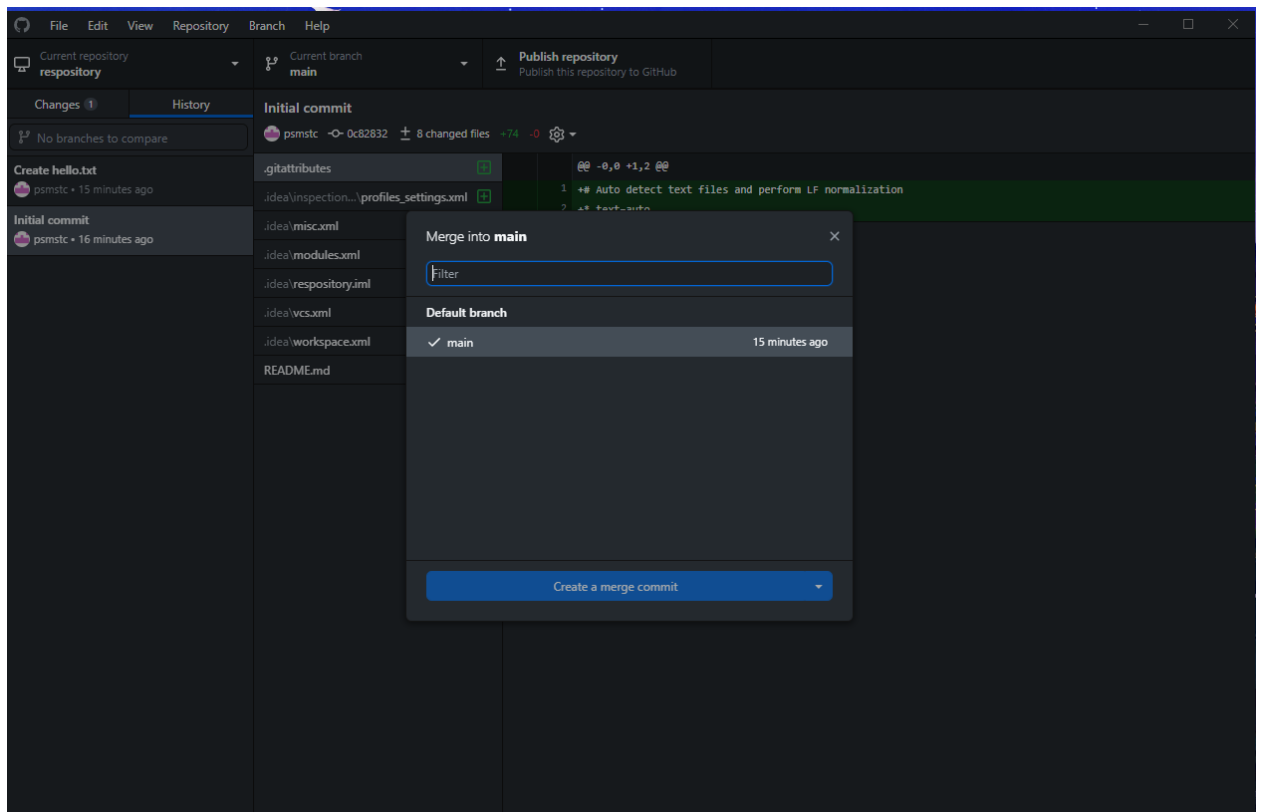 File Edit View Repository Branch Help
Current repository
respository
Current branch
main
Publish repository
Publish this repository to GitHub
Changes 1 History
No branches to compare
Create hello.txt
psmstc • 15 minutes ago
Initial commit
psmstc • 16 minutes ago
Initial commit
psmstc 0c82832 8 changed files +74 -0
.gitattributes
.idea\inspection...\profiles_settings.xml
.idea\misc.xml
.idea\modules.xml
.idea\respository.iml
.idea\vcs.xml
.idea\workspace.xml
README.md
@@ -0,0 +1,2 @@
1 +# Auto detect text files and perform LF normalization
2 +* text=auto
Merge into main
Filter
Default branch
main 15 minutes ago
Create a merge commit